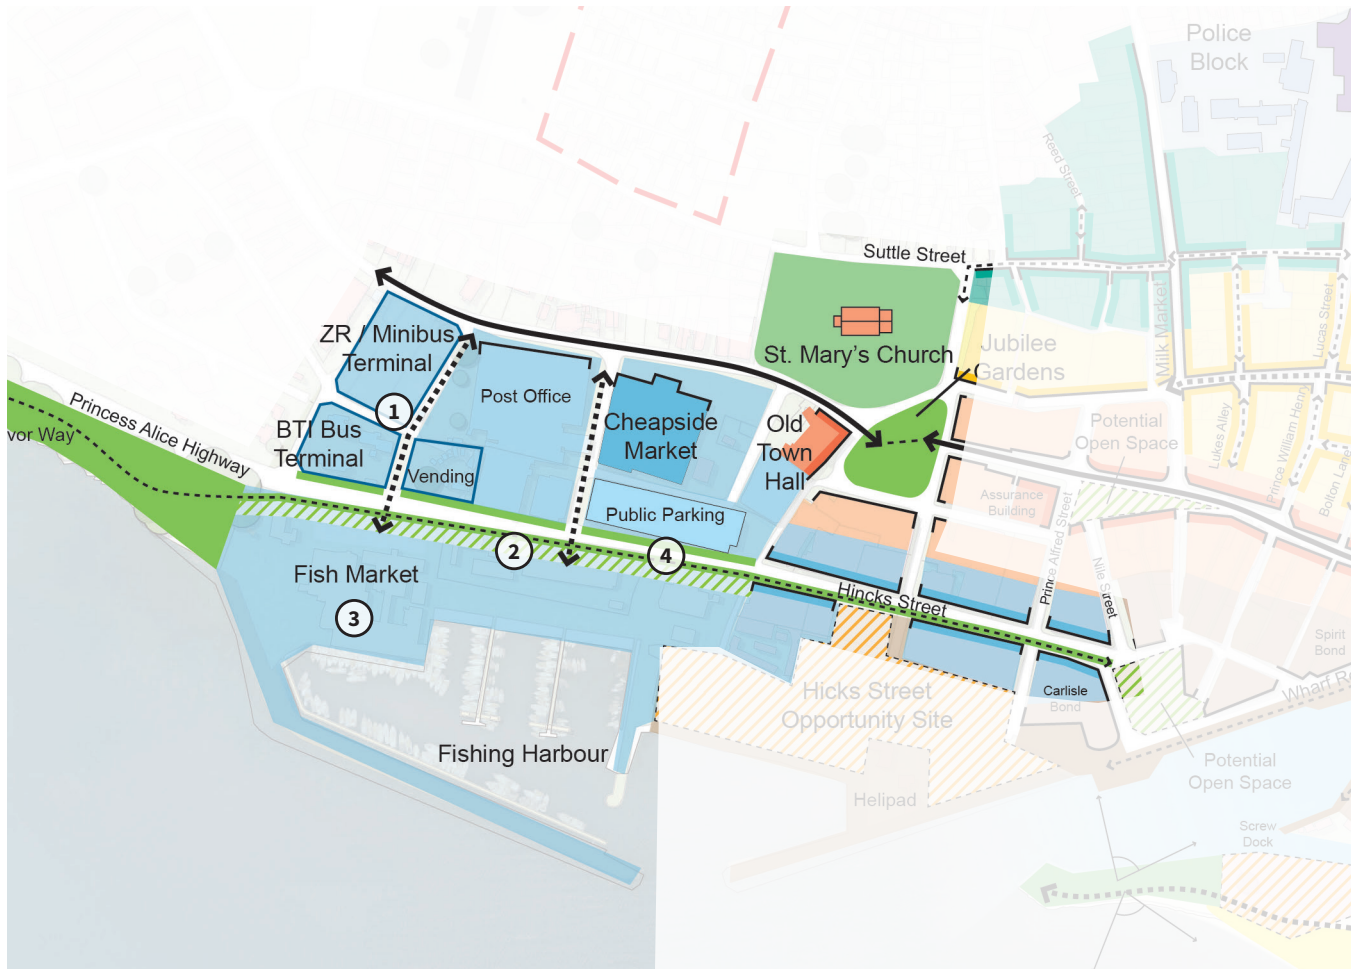 Police
Block
Reed Street
Suttle Street
Milk Market
Lucas Street
ZR / Minibus
Terminal
St. Mary's Church
Jubilee
Gardens
Post Office
Cheapside
Market
Old
Town
Hall
1
Princess Alice Highway
vor Way
BTI Bus
Terminal
Vending
Potential
Open Space
Lukes Alley
Prince William Henry
Bolton Lane
Assurance
Building
Public Parking
2
4
Prince Alfred Street
Nile Street
Fish Market
3
Hincks Street
Spirit
Bond
Carlisle
Bond
Wharf Ro
Hicks Street
Opportunity Site
Fishing Harbour
Potential
Open Space
Helipad
Screw
Dock